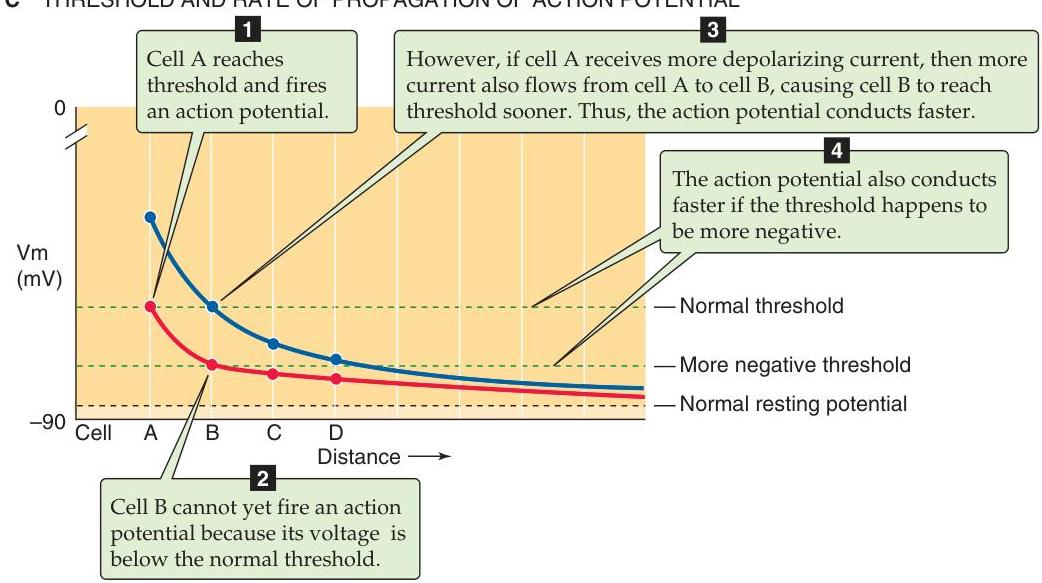 C THRESHOLD AND RATE OF PROPAGATION OF ACTION POTENTIAL
1
Cell A reaches
threshold and fires
an action potential.
3
However, if cell A receives more depolarizing current, then more
current also flows from cell A to cell B, causing cell B to reach
threshold sooner. Thus, the action potential conducts faster.
4
The action potential also conducts
faster if the threshold happens to
be more negative.
0
Vm
(mV)
Normal threshold
More negative threshold
Normal resting potential
–90
Cell A B C D
Distance
2
Cell B cannot yet fire an action
potential because its voltage is
below the normal threshold.